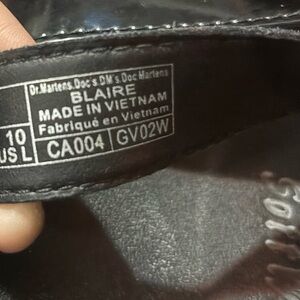 Dr.Martens.Doc's.DM's.Doc Martens
BLAIRE
MADE IN VIETNAM
Fabriqué en Vietnam
10
US L
CA004
GV02W